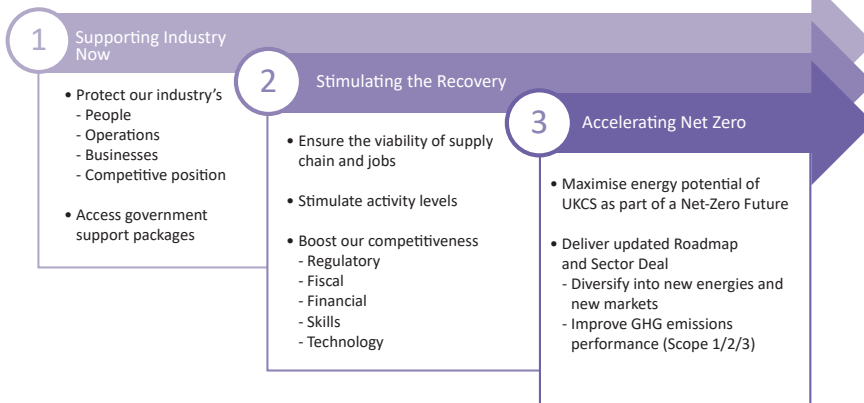 1
Supporting Industry
Now
• Protect our industry's
- People
- Operations
- Businesses
- Competitive position
• Access government
support packages
2
Stimulating the Recovery
• Ensure the viability of supply
chain and jobs
• Stimulate activity levels
• Boost our competitiveness
- Regulatory
- Fiscal
- Financial
- Skills
- Technology
3
Accelerating Net Zero
• Maximise energy potential of
UKCS as part of a Net-Zero Future
• Deliver updated Roadmap
and Sector Deal
- Diversify into new energies and
new markets
- Improve GHG emissions
performance (Scope 1/2/3)